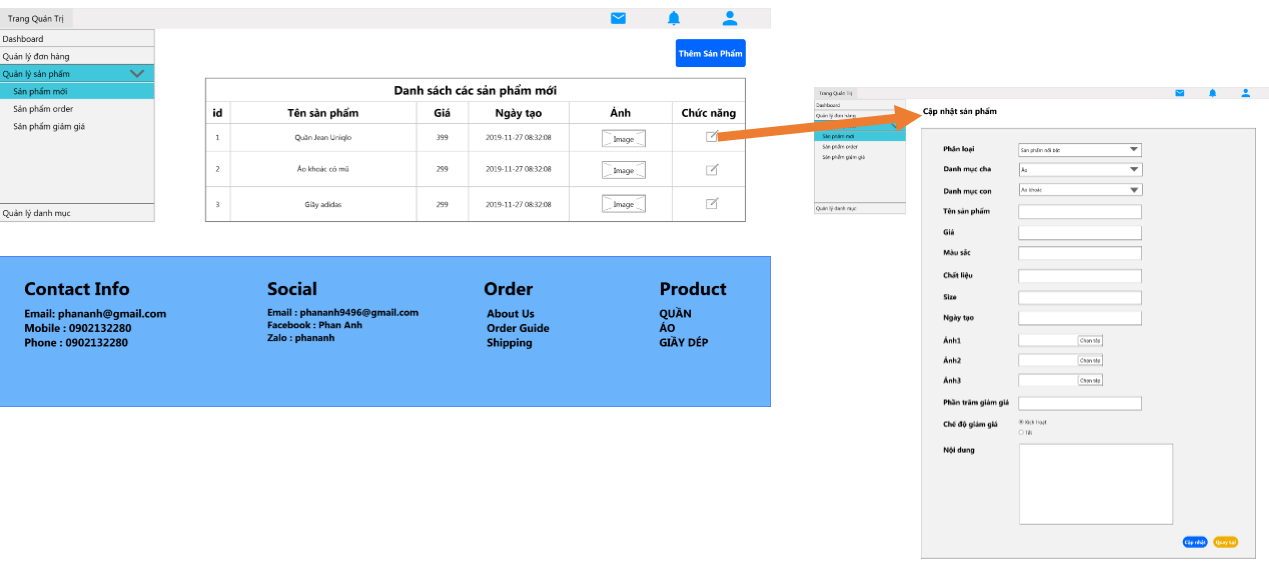 Trang Quản Trị
Dashboard
Quản lý đơn hàng
Quản lý sản phẩm
Sản phẩm mới
Sản phẩm order
Sản phẩm giảm giá
Quản lý danh mục
Thêm Sản Phẩm
Danh sách các sản phẩm mới
id Tên sản phẩm Giá Ngày tạo Ảnh Chức năng
1 Quần Jean Uniqlo 399 2019-11-27 08:32:08 Image
2 Áo khoác có mũ 299 2019-11-27 08:32:08 Image
3 Giầy adidas 299 2019-11-27 08:32:08 Image
Contact Info
Email: phananh@gmail.com
Mobile : 0902132280
Phone : 0902132280
Social
Email : phananh9496@gmail.com
Facebook : Phan Anh
Zalo : phananh
Order
About Us
Order Guide
Shipping
Product
QUẦN
ÁO
GIẦY DÉP
Trang Quản Trị
Dashboard
Quản lý đơn hàng
Sản phẩm mới
Sản phẩm order
Sản phẩm giảm giá
Quản lý danh mục
Cập nhật sản phẩm
Phân loại Sản phẩm nổi bật
Danh mục cha Áo
Danh mục con Áo khoác
Tên sản phẩm
Giá
Màu sắc
Chất liệu
Size
Ngày tạo
Ảnh1 Chọn tệp
Ảnh2 Chọn tệp
Ảnh3 Chọn tệp
Phần trăm giảm giá
Chế độ giảm giá Kích hoạt
Tắt
Nội dung
Cập nhật Quay Lại